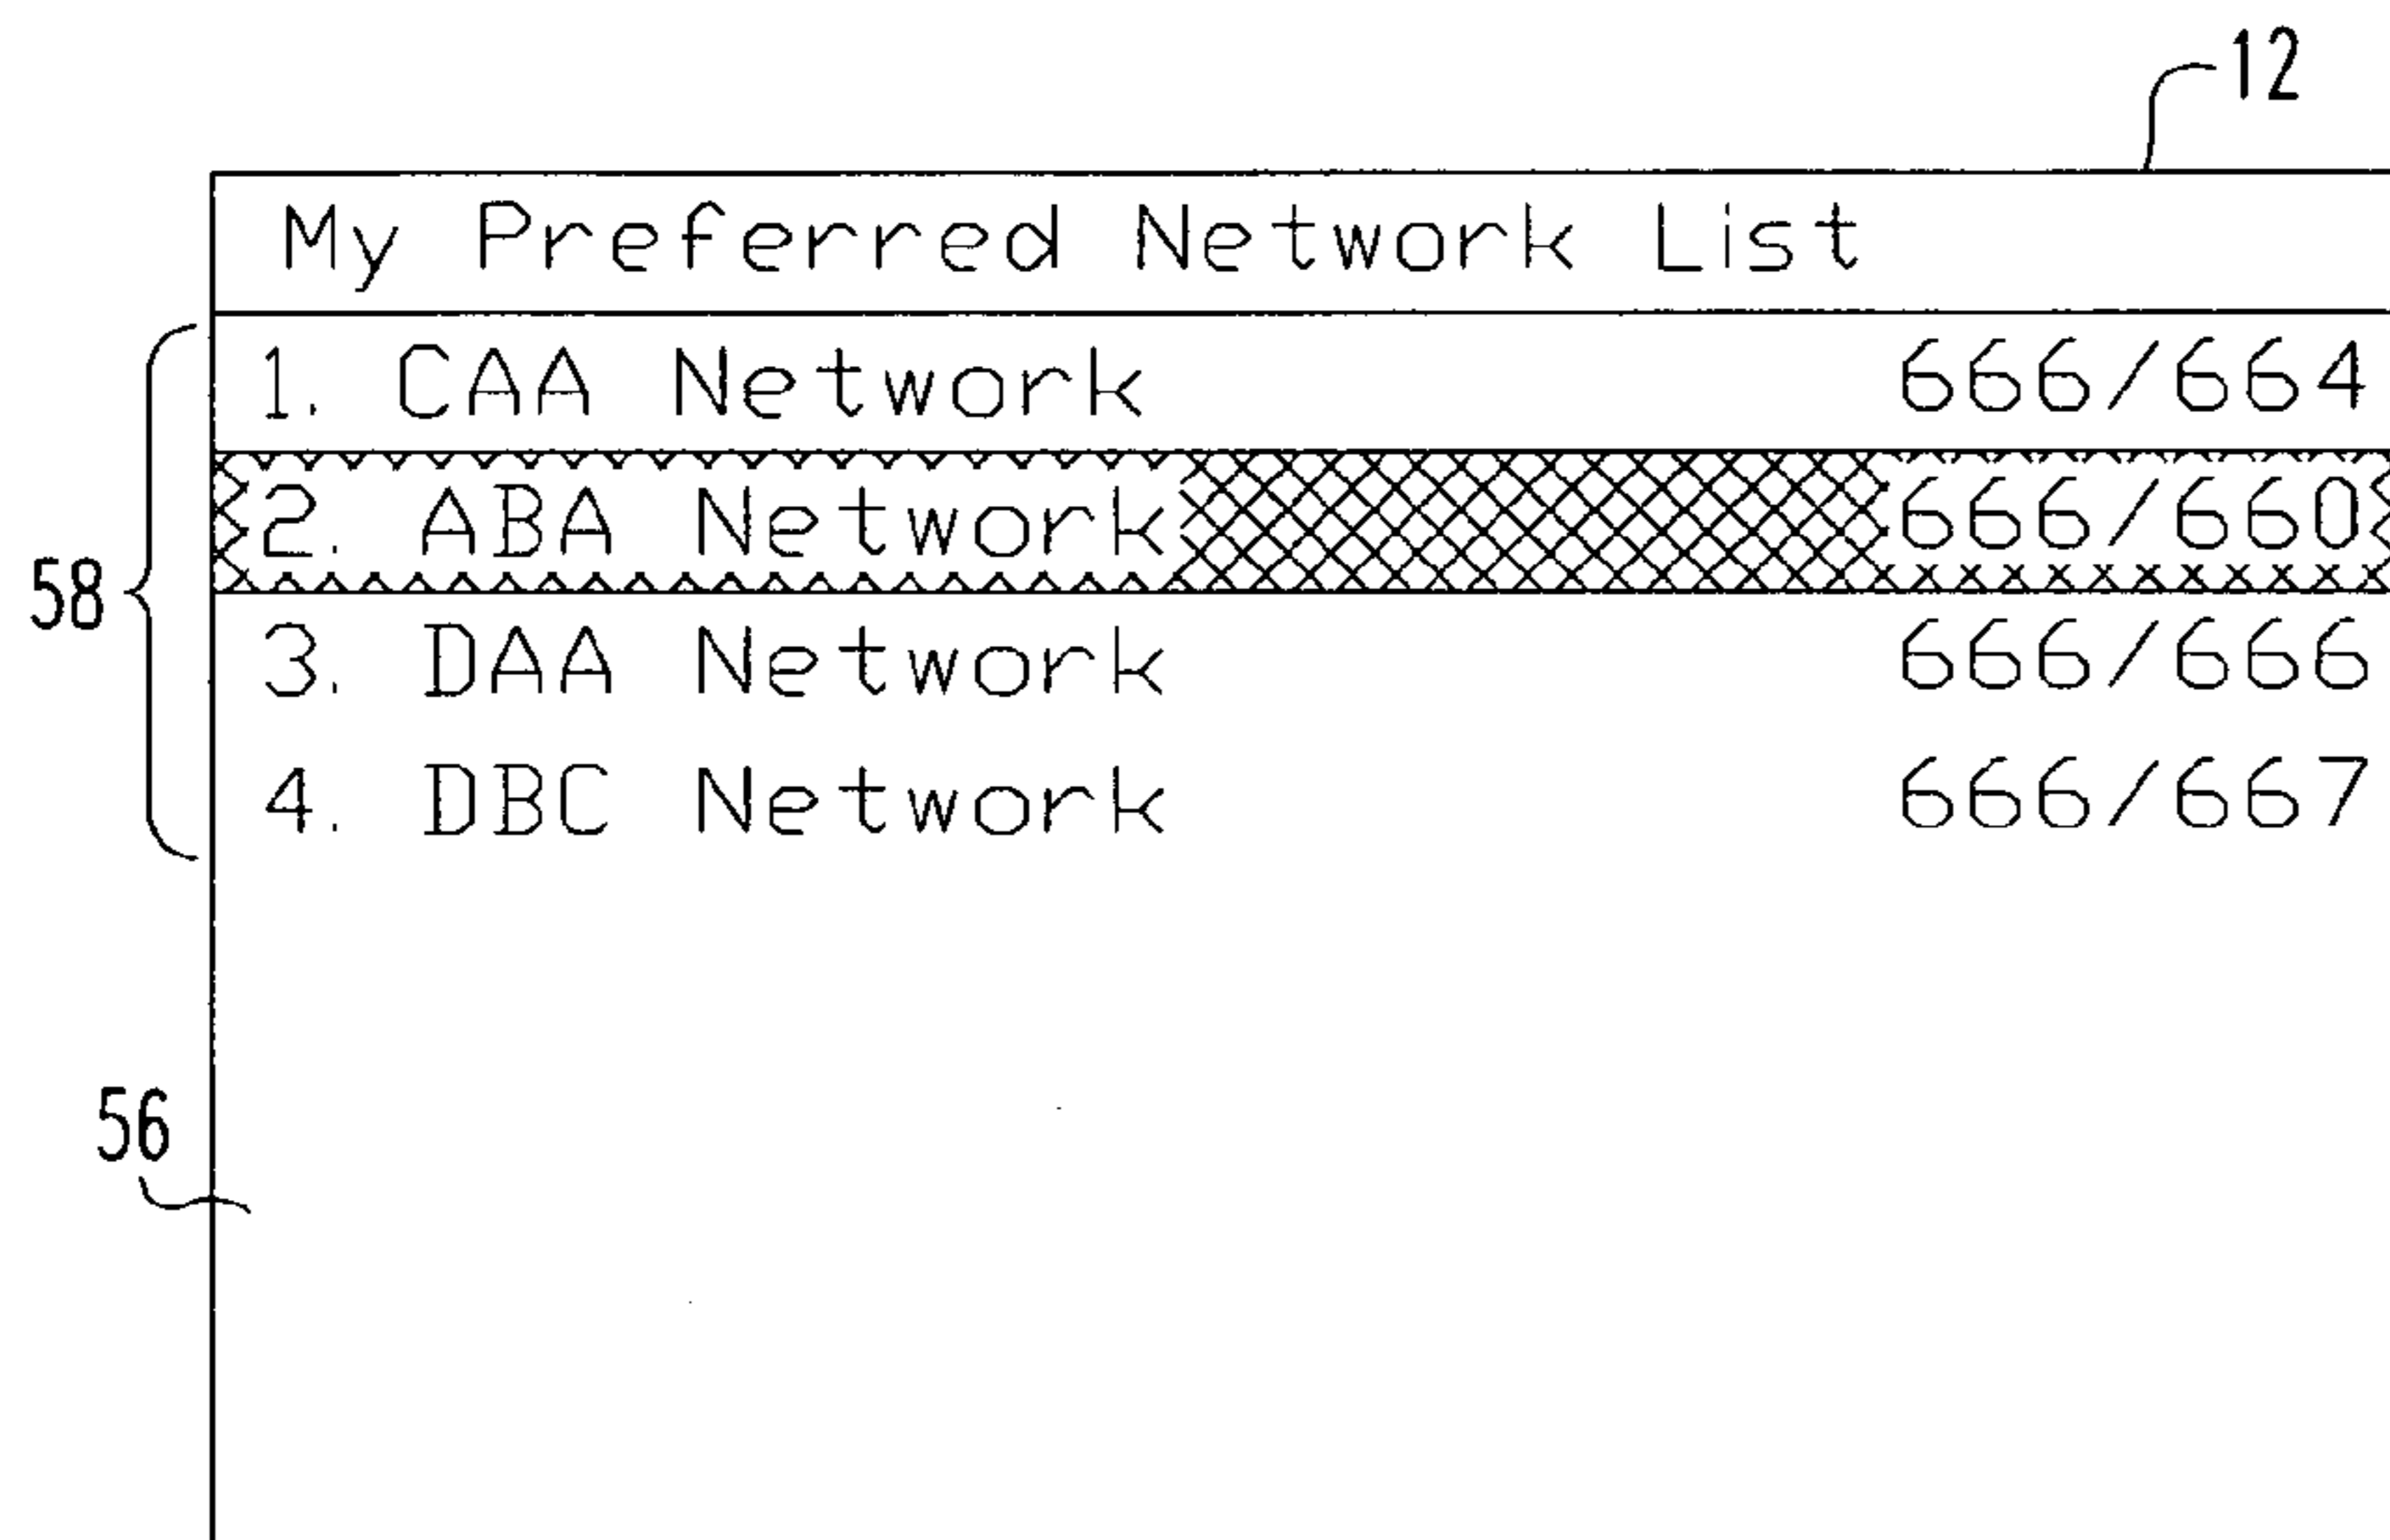 12
My Preferred Network List
1. CAA Network 666/664
2. ABA Network 666/660
58
3. DAA Network 666/666
4. DBC Network 666/667
56